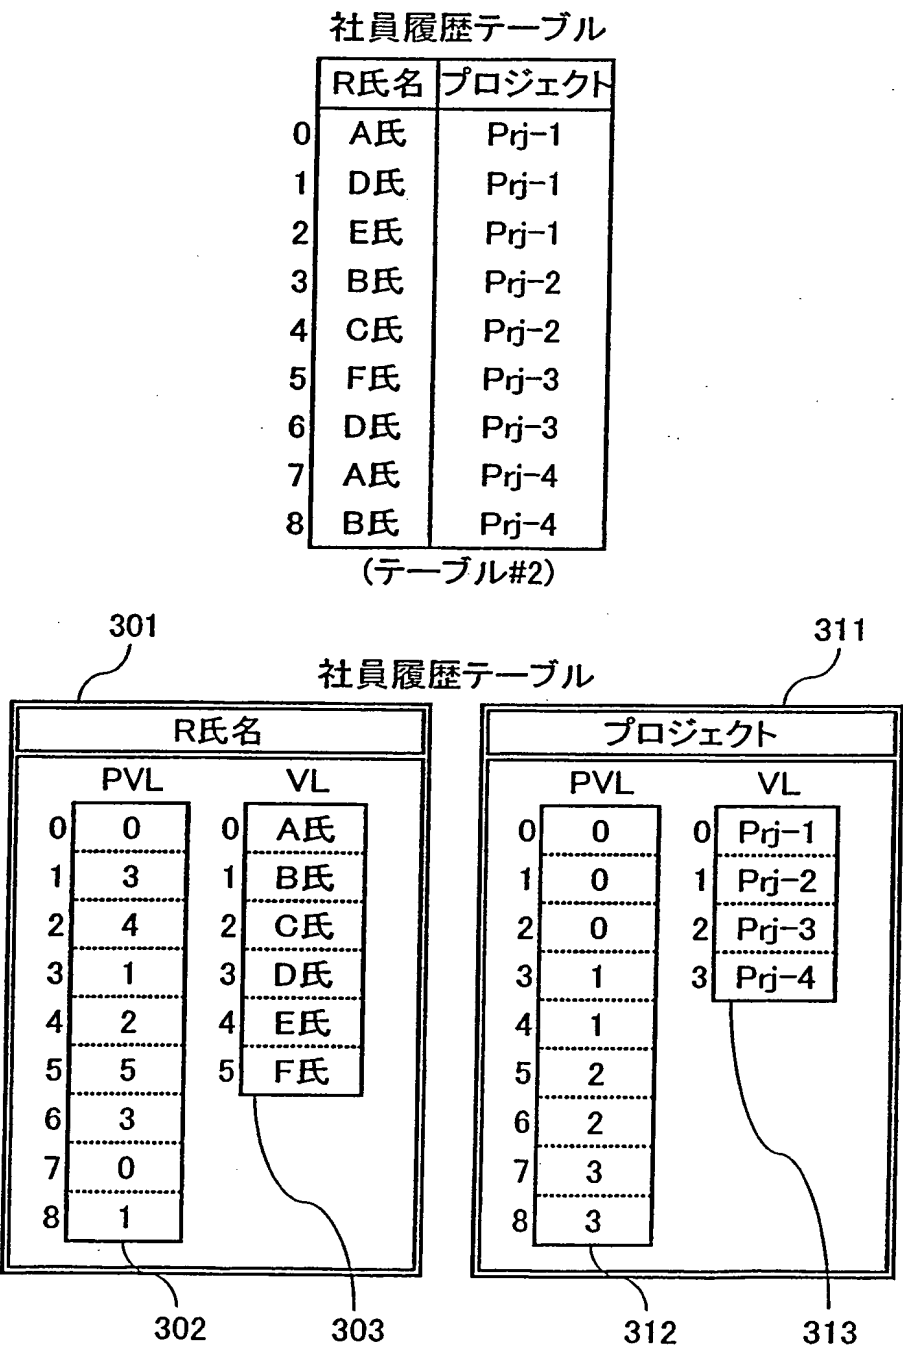 社員履歴テーブル
R氏名 プロジェクト
0 A氏 Prj-1
1 D氏 Prj-1
2 E氏 Prj-1
3 B氏 Prj-2
4 C氏 Prj-2
5 F氏 Prj-3
6 D氏 Prj-3
7 A氏 Prj-4
8 B氏 Prj-4
(テーブル#2)
301 311
社員履歴テーブル
R氏名 プロジェクト
PVL VL PVL VL
0 0 0 A氏 0 0 0 Prj-1
1 3 1 B氏 1 0 1 Prj-2
2 4 2 C氏 2 0 2 Prj-3
3 1 3 D氏 3 1 3 Prj-4
4 2 4 E氏 4 1
5 5 5 F氏 5 2
6 3 6 2
7 0 7 3
8 1 8 3
302 303 312 313